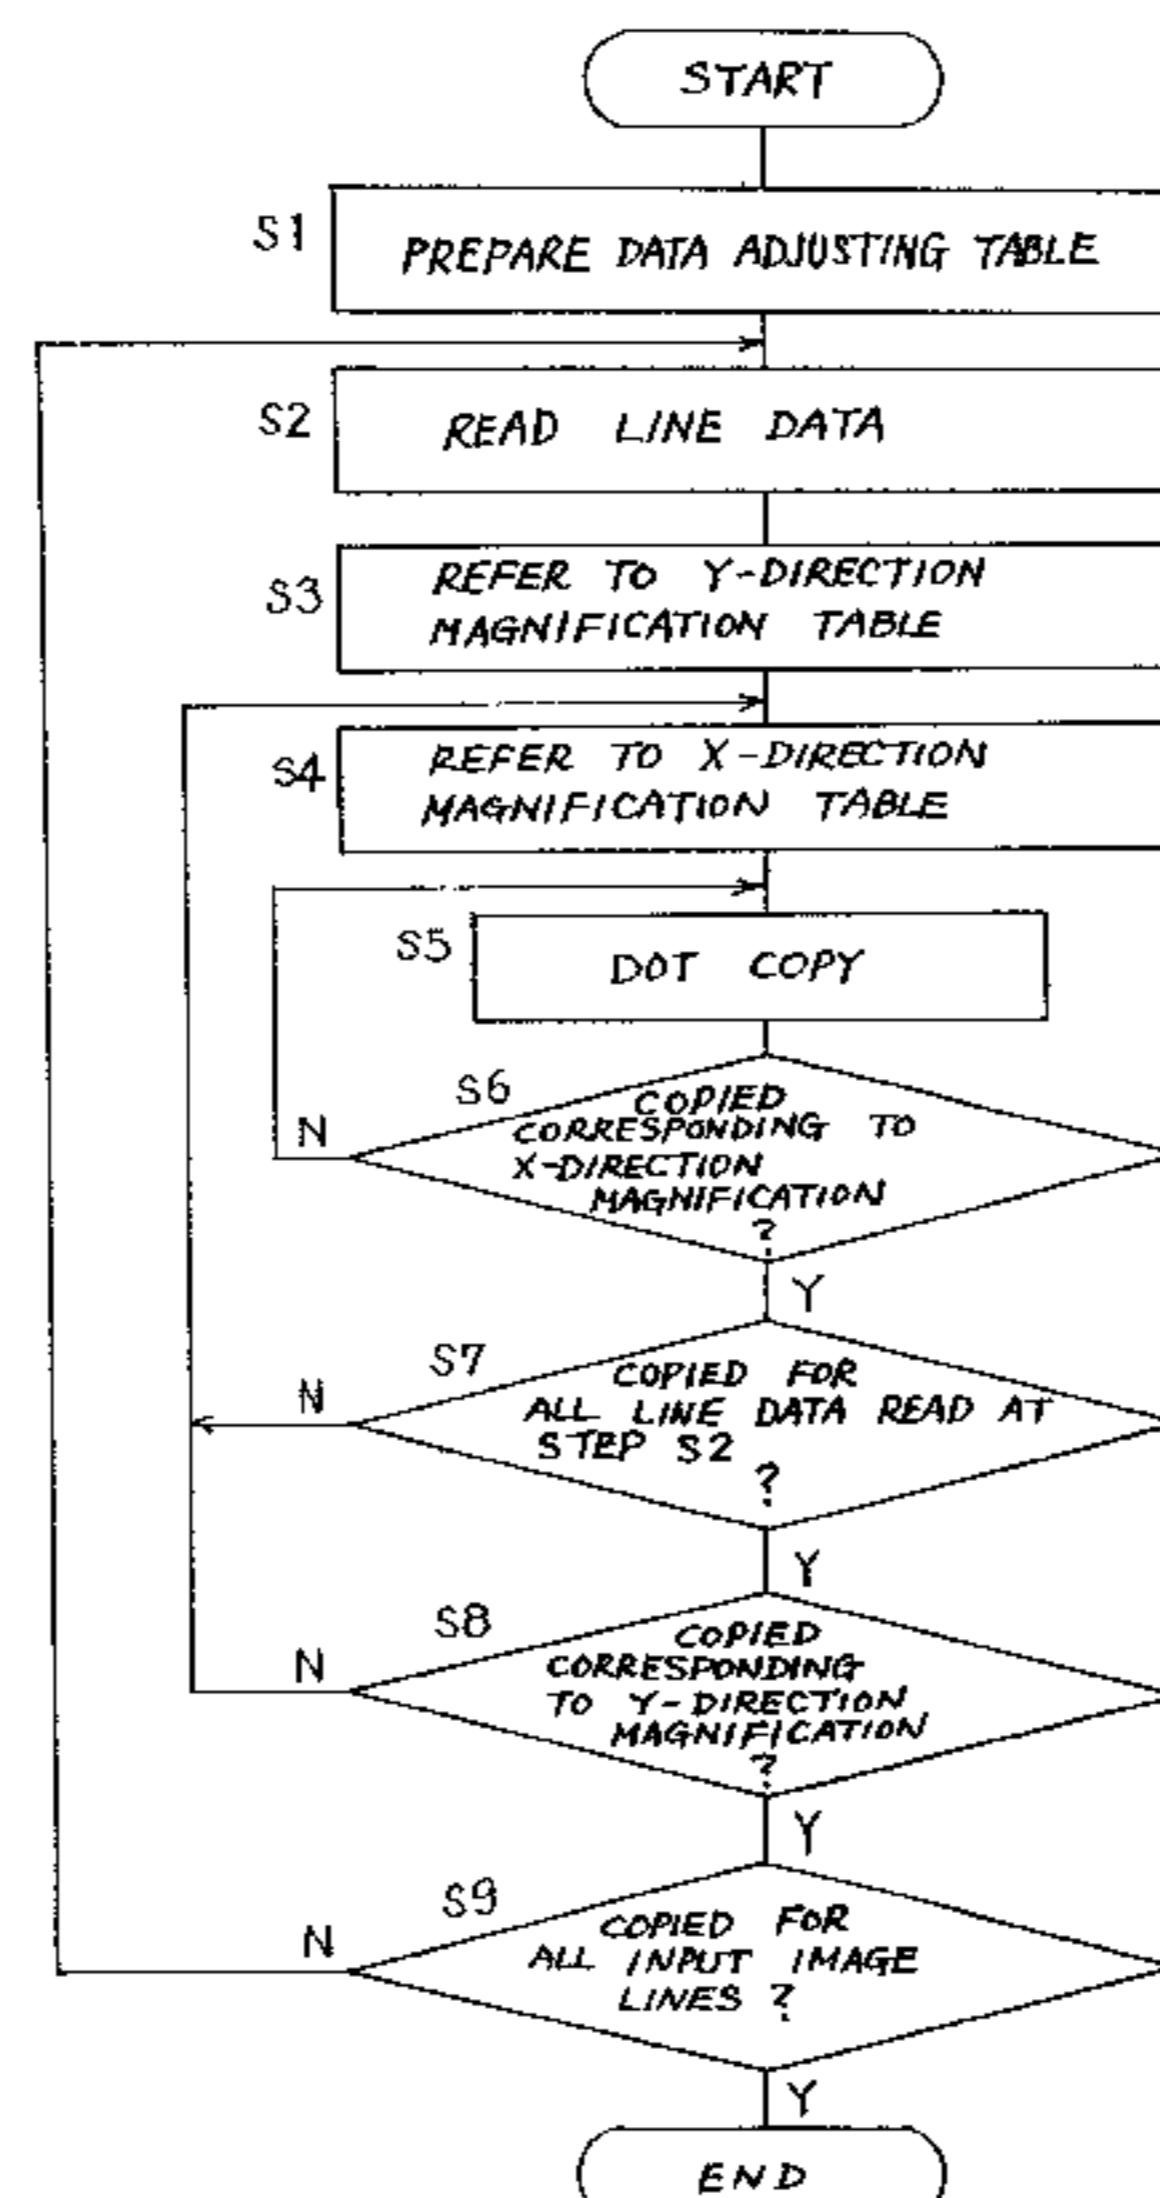 START
S1
PREPARE DATA ADJUSTING TABLE
S2
READ LINE DATA
S3
REFER TO Y-DIRECTION
MAGNIFICATION TABLE
S4
REFER TO X-DIRECTION
MAGNIFICATION TABLE
S5
DOT COPY
S6
COPIED
CORRESPONDING TO
X-DIRECTION
MAGNIFICATION
?
N
Y
S7
COPIED FOR
ALL LINE DATA READ AT
STEP S2
?
N
Y
S8
COPIED
CORRESPONDING
TO Y-DIRECTION
MAGNIFICATION
?
N
Y
S9
COPIED FOR
ALL INPUT IMAGE
LINES ?
N
Y
END